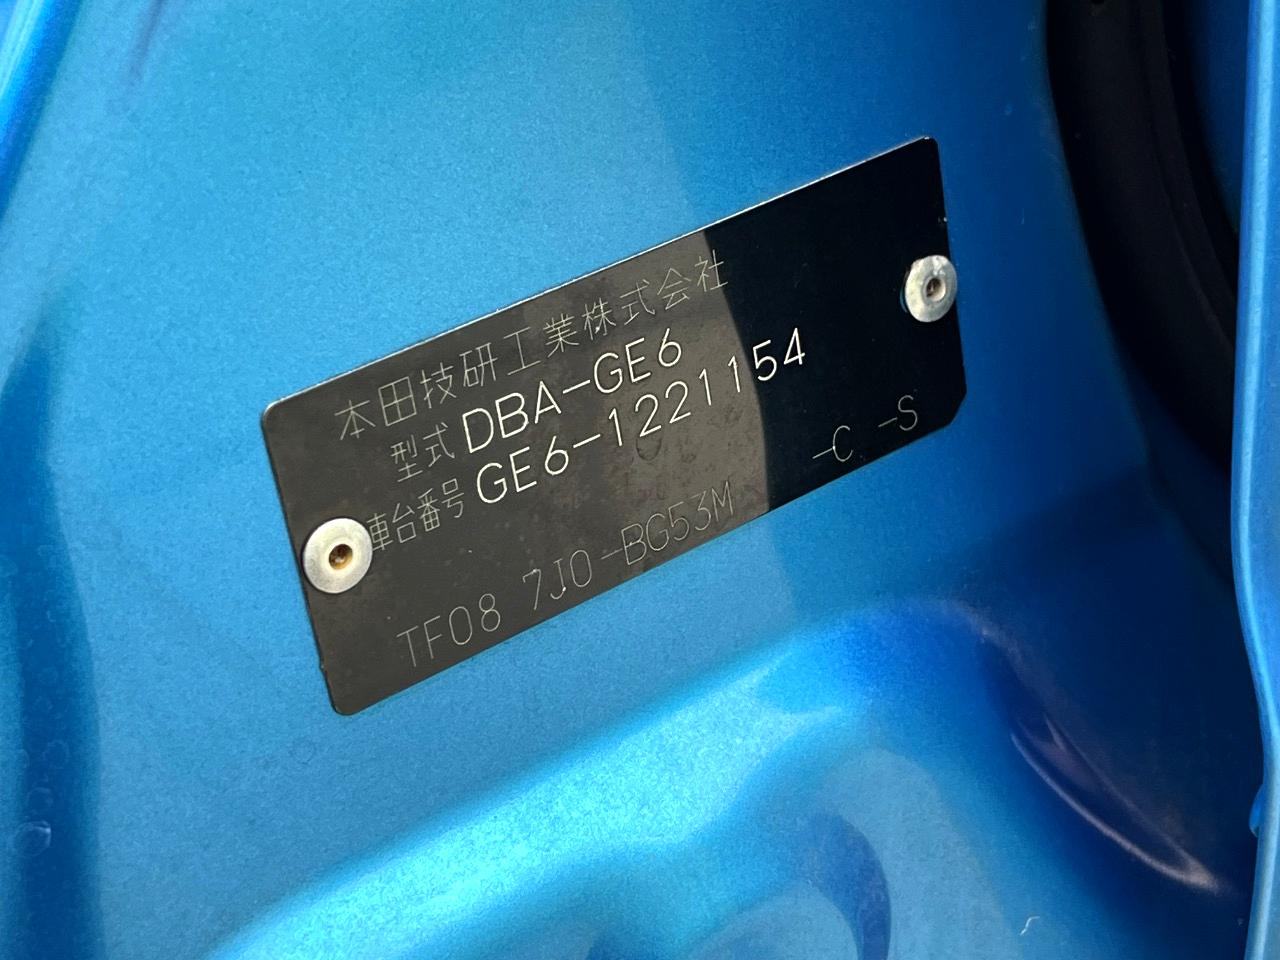 本田技研工業株式会社
型式 DBA-GE6
車台番号 GE6-1221154
TF08 7J0-BG53M -C -S